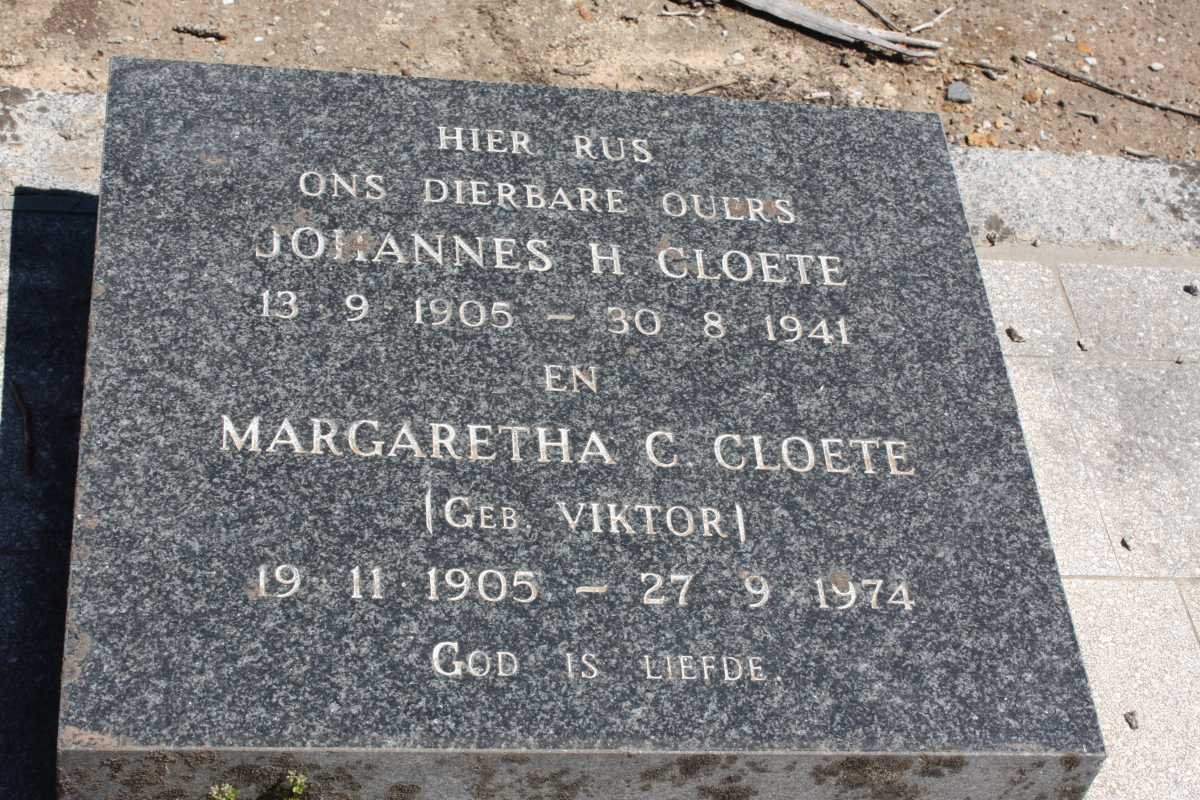 HIER RUS
ONS DIERBARE OUERS
JOHANNES H CLOETE
13 9 1905 – 30 8 1941
EN
MARGARETHA C. CLOETE
(GEB. VIKTOR)
19 11 1905 – 27 9 1974
GOD IS LIEFDE.